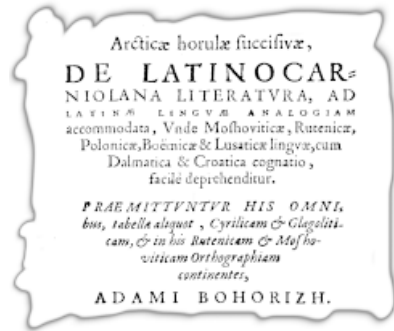 Arcticæ horulæ ſucciſivæ,
DE LATINOCAR=
NIOLANA LITERATVRA, AD
LATINÆ LINGVÆ ANALOGIAM
accommodata, Vnde Moſhoviticæ, Rutenicæ,
Polonicæ, Boëmicæ & Luſaticæ lingvæ, cum
Dalmatica & Croatica cognatio,
facilè deprehenditur.
PRAEMITTVNTVR HIS OMNI,
bus, tabellæ aliquot, Cyrilicam & Glagoliti-
cam, & in his Rutenicam & Moſho-
viticam Orthographiam
continentes,
ADAMI BOHORIZH.